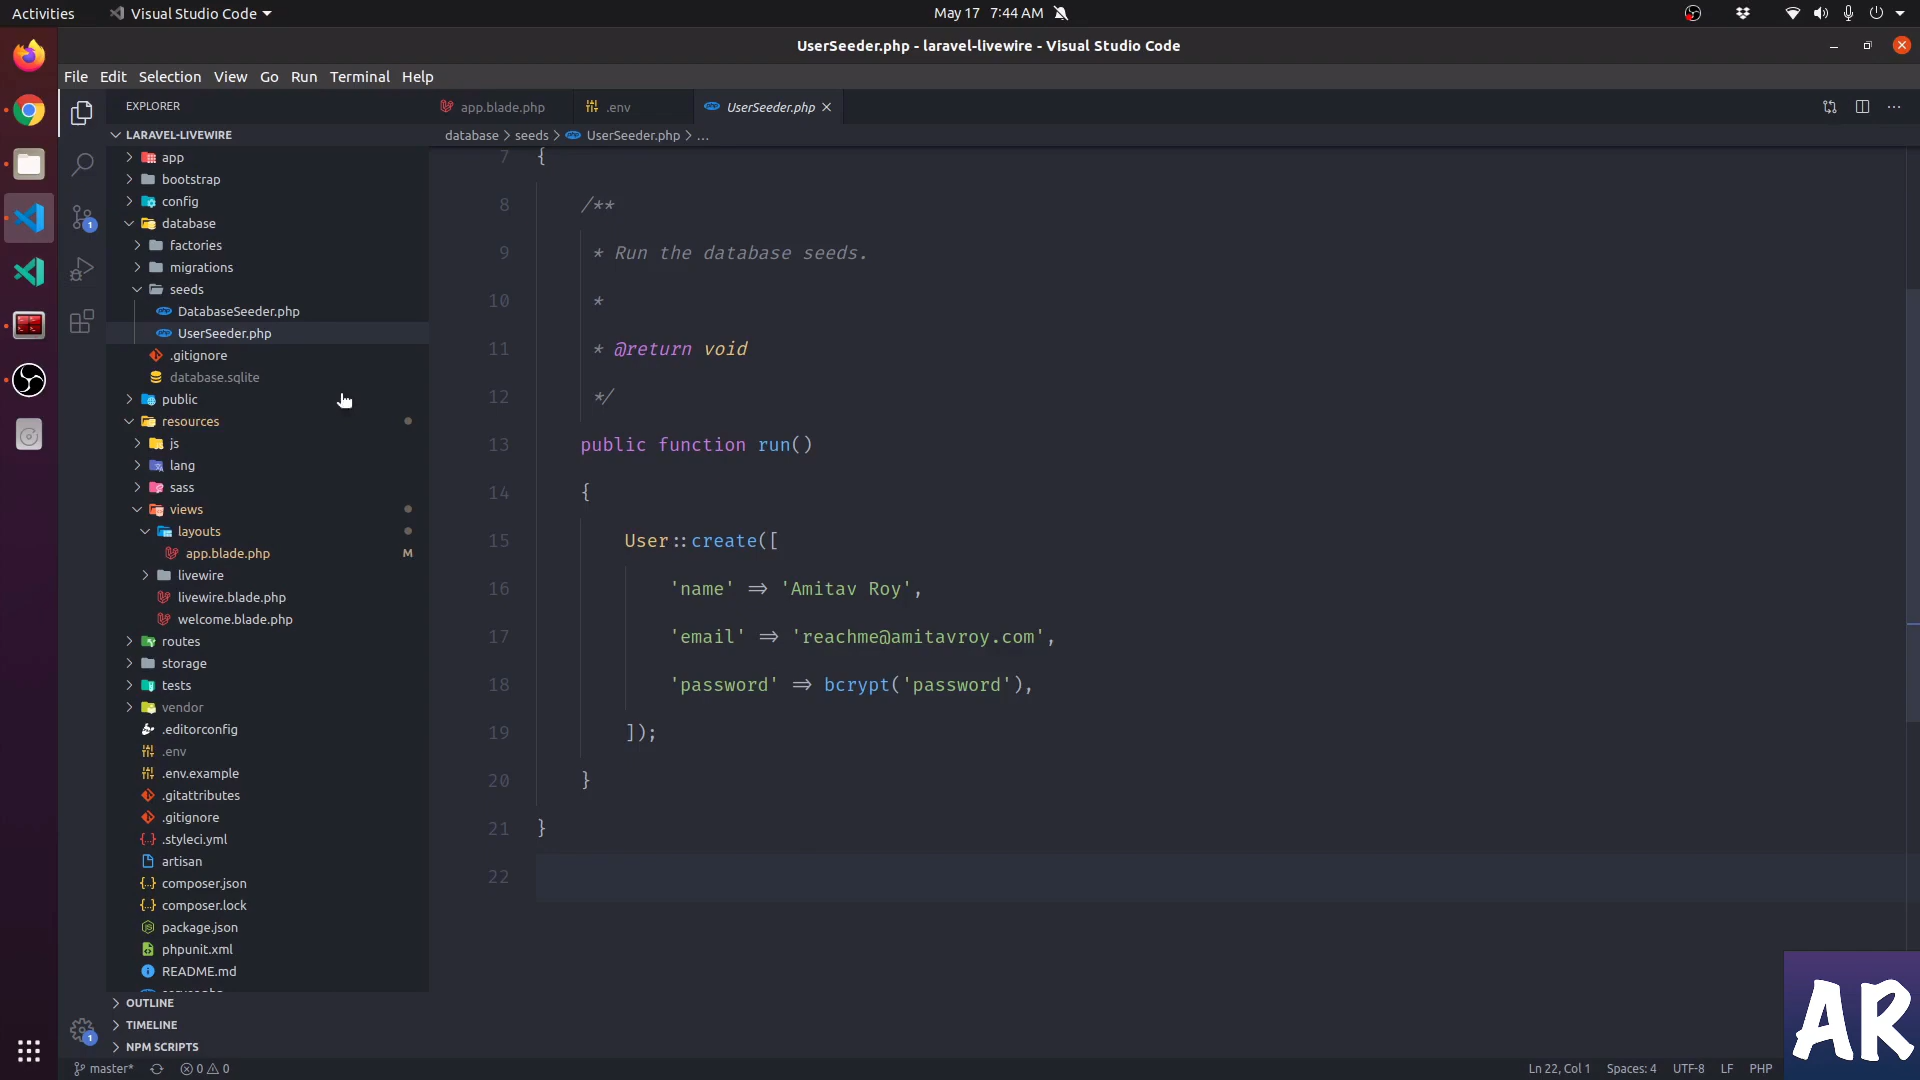 Activities
Visual Studio Code
May 17 7:44 AM
UserSeeder.php - laravel-livewire - Visual Studio Code
File Edit Selection View Go Run Terminal Help
EXPLORER
app.blade.php
.env
UserSeeder.php
LARAVEL-LIVEWIRE
database > seeds > UserSeeder.php > ...
app
bootstrap
config
database
factories
migrations
seeds
DatabaseSeeder.php
UserSeeder.php
.gitignore
database.sqlite
public
resources
js
lang
sass
views
layouts
app.blade.php M
livewire
livewire.blade.php
welcome.blade.php
routes
storage
tests
vendor
.editorconfig
.env
.env.example
.gitattributes
.gitignore
.styleci.yml
artisan
composer.json
composer.lock
package.json
phpunit.xml
README.md
OUTLINE
TIMELINE
NPM SCRIPTS
7 {
8 /**
9 * Run the database seeds.
10 *
11 * @return void
12 */
13 public function run()
14 {
15 User::create([
16 'name' => 'Amitav Roy',
17 'email' => 'reachme@amitavroy.com',
18 'password' => bcrypt('password'),
19 ]);
20 }
21 }
22
1
1
AR
master* 0 0 Ln 22, Col 1 Spaces: 4 UTF-8 LF PHP